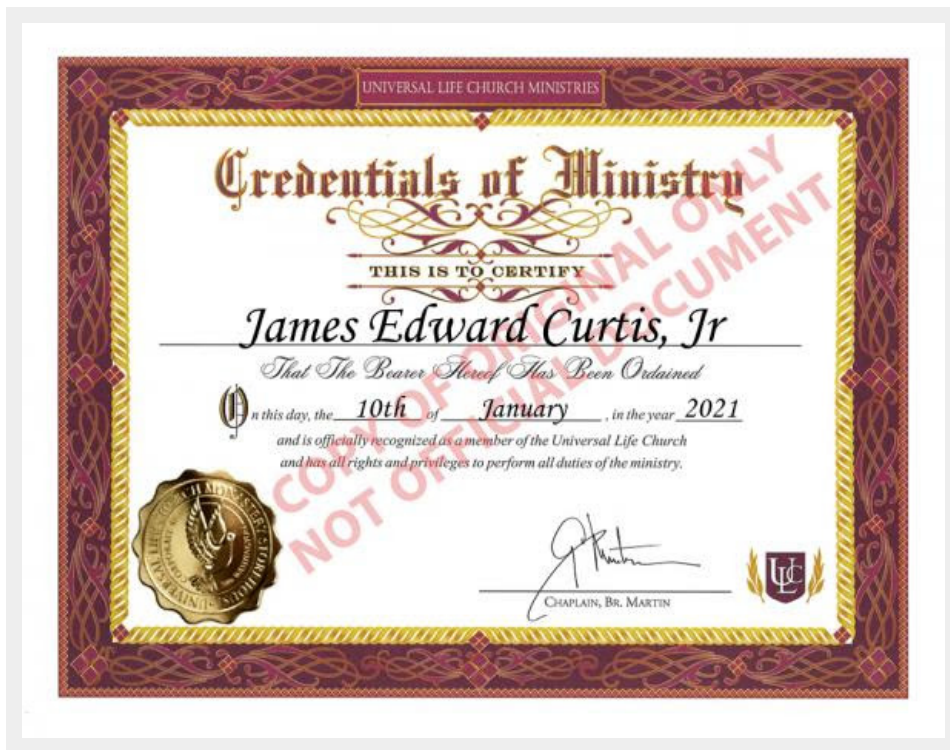 UNIVERSAL LIFE CHURCH MINISTRIES
Credentials of Ministry
THIS IS TO CERTIFY
James Edward Curtis, Jr
That The Bearer Hereof Has Been Ordained
On this day, the 10th of January, in the year 2021
and is officially recognized as a member of the Universal Life Church
and has all rights and privileges to perform all duties of the ministry.
COPY OF ORIGINAL ONLY
NOT OFFICIAL DOCUMENT
CHAPLAIN, BR. MARTIN
ULC